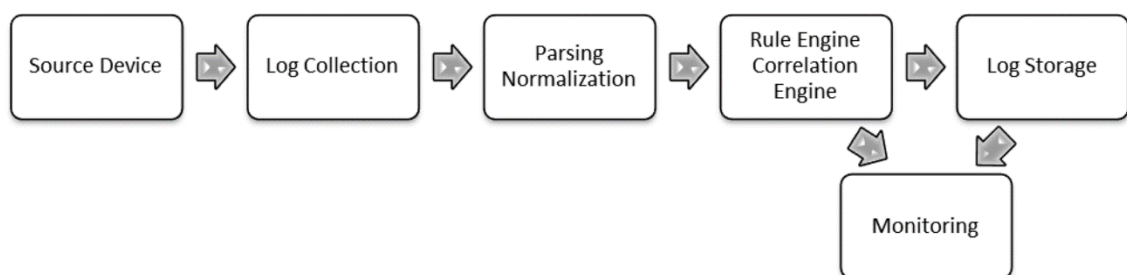 Source Device
Log Collection
Parsing
Normalization
Rule Engine
Correlation
Engine
Log Storage
Monitoring